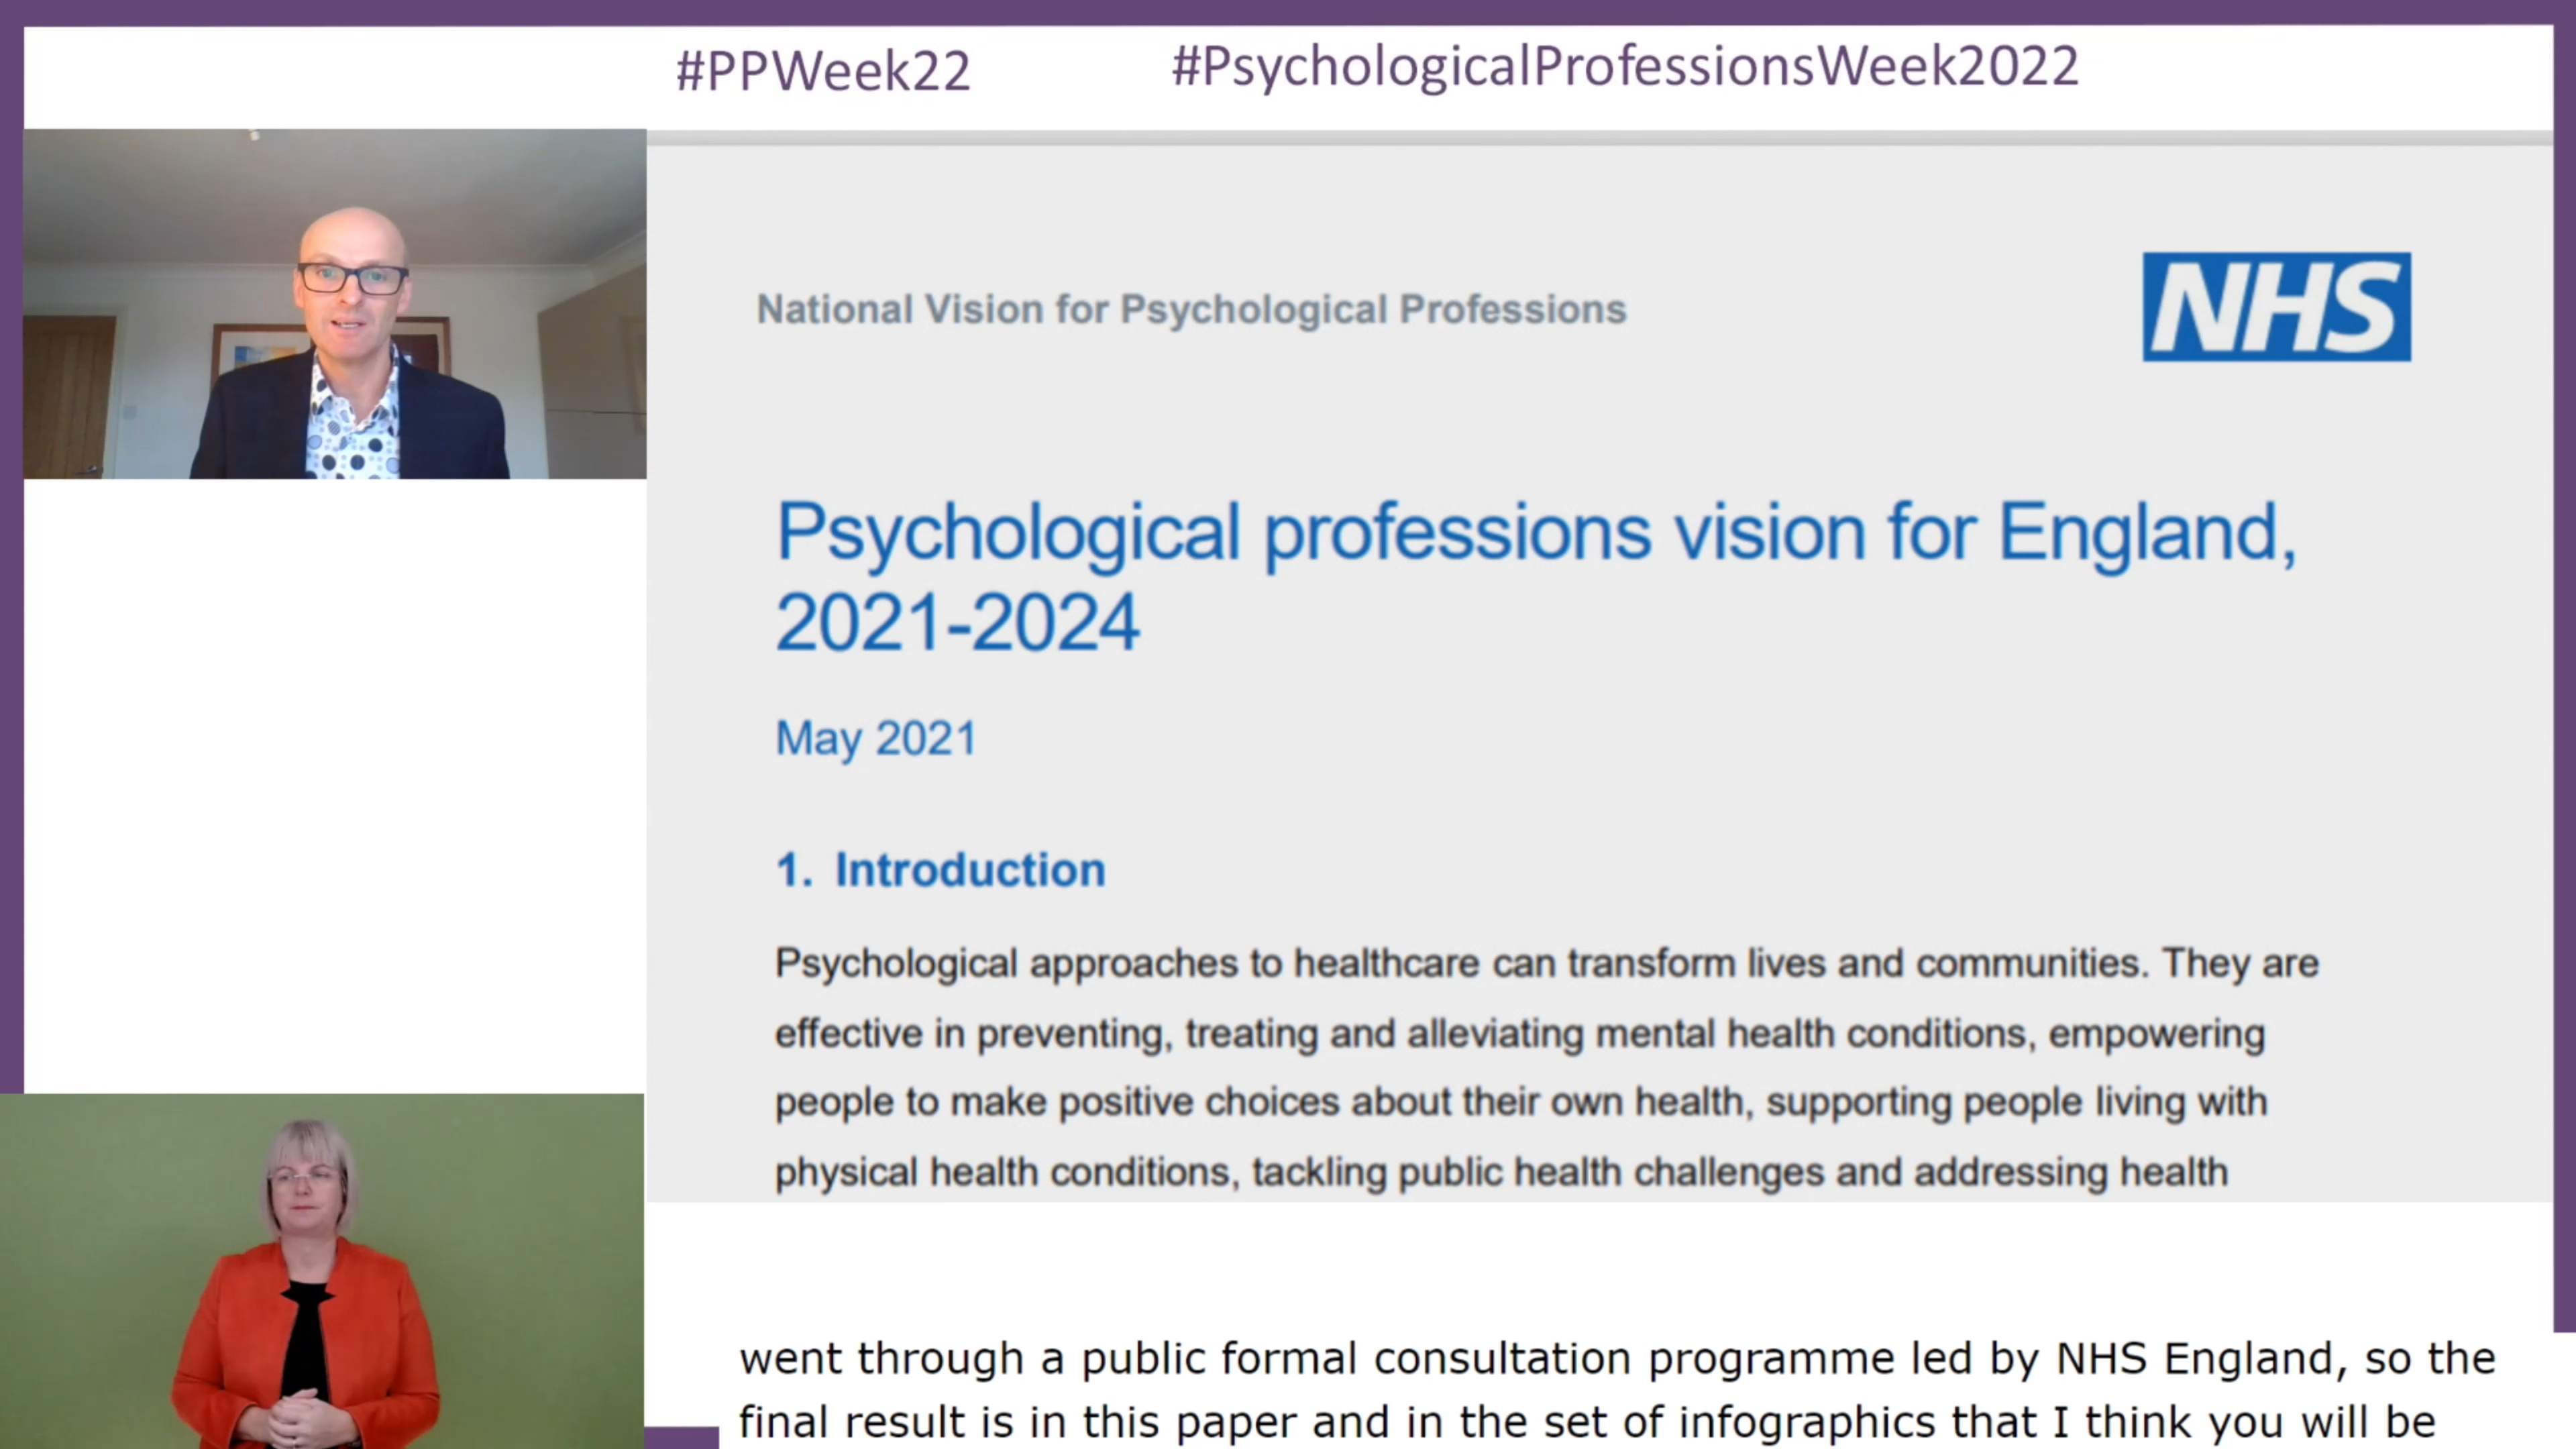 #PPWeek22 #PsychologicalProfessionsWeek2022
National Vision for Psychological Professions
NHS
Psychological professions vision for England,
2021-2024
May 2021
1. Introduction
Psychological approaches to healthcare can transform lives and communities. They are
effective in preventing, treating and alleviating mental health conditions, empowering
people to make positive choices about their own health, supporting people living with
physical health conditions, tackling public health challenges and addressing health
went through a public formal consultation programme led by NHS England, so the
final result is in this paper and in the set of infographics that I think you will be